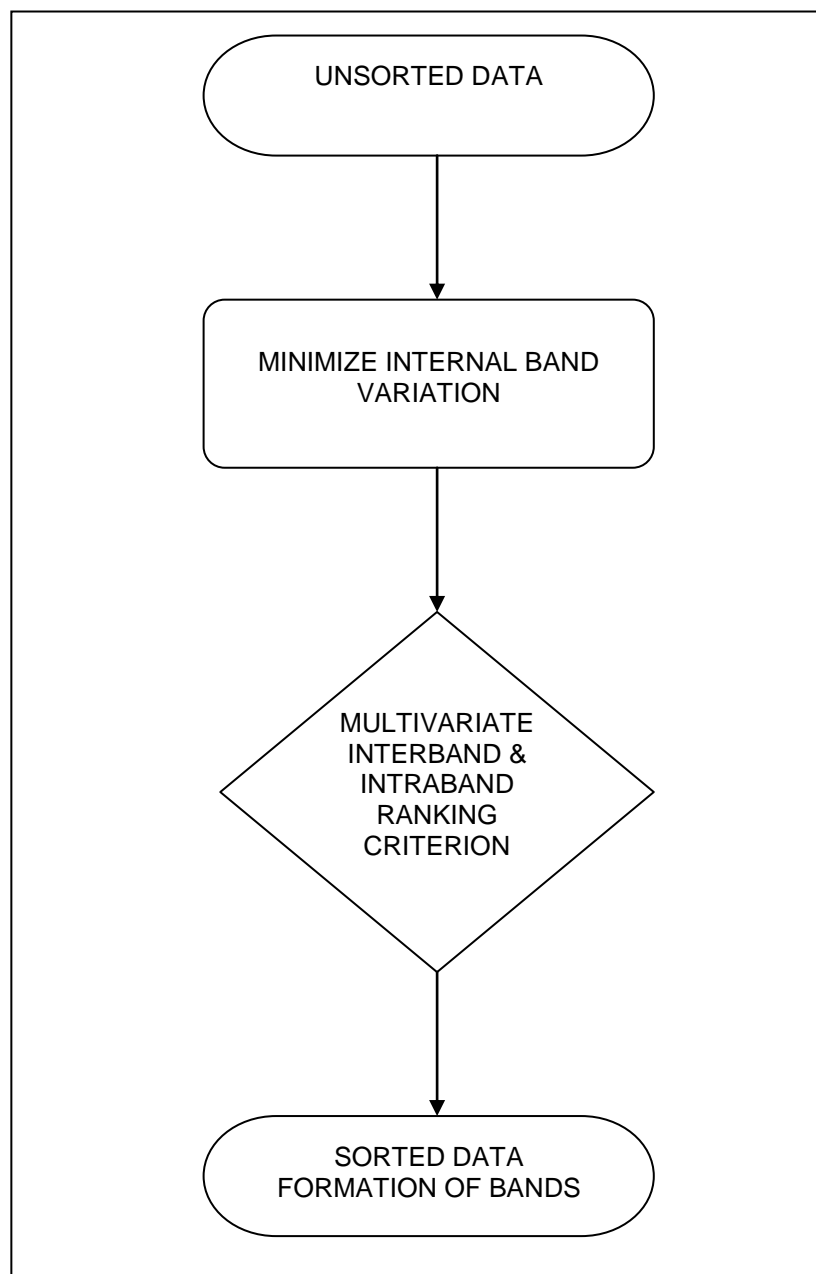 UNSORTED DATA
MINIMIZE INTERNAL BAND
VARIATION
MULTIVARIATE
INTERBAND &
INTRABAND
RANKING
CRITERION
SORTED DATA
FORMATION OF BANDS